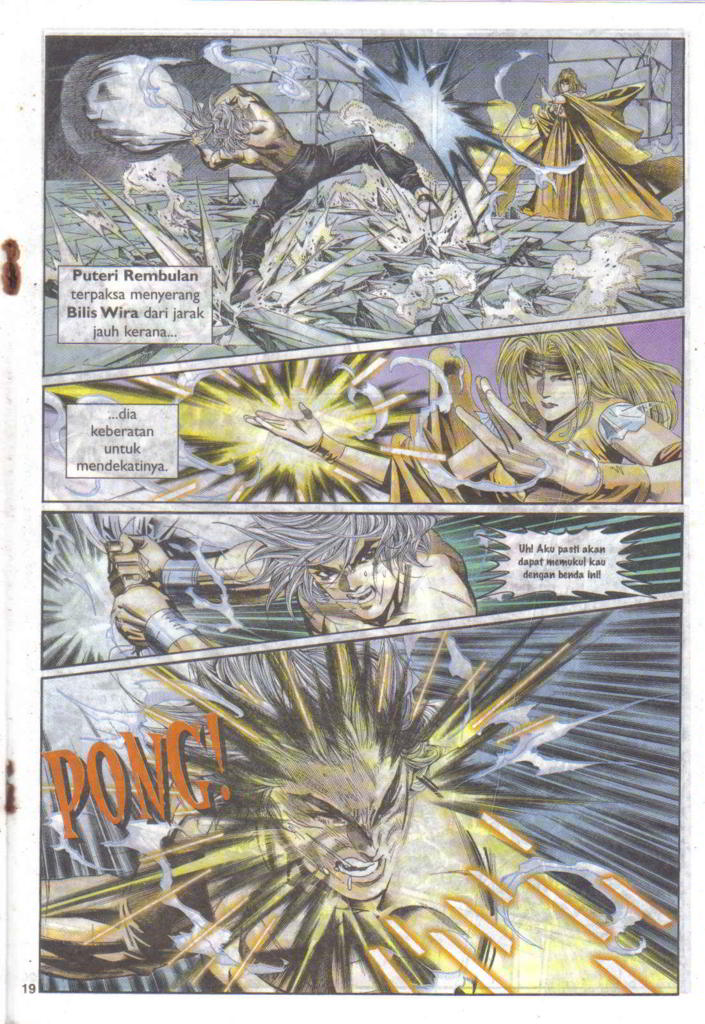 Puteri Rembulan
terpaksa menyerang
Bilis Wira dari jarak
jauh kerana...
...dia
keberatan
untuk
mendekatinya.
Uh! Aku pasti akan
dapat memukul kau
dengan benda ini!
PONG!
19